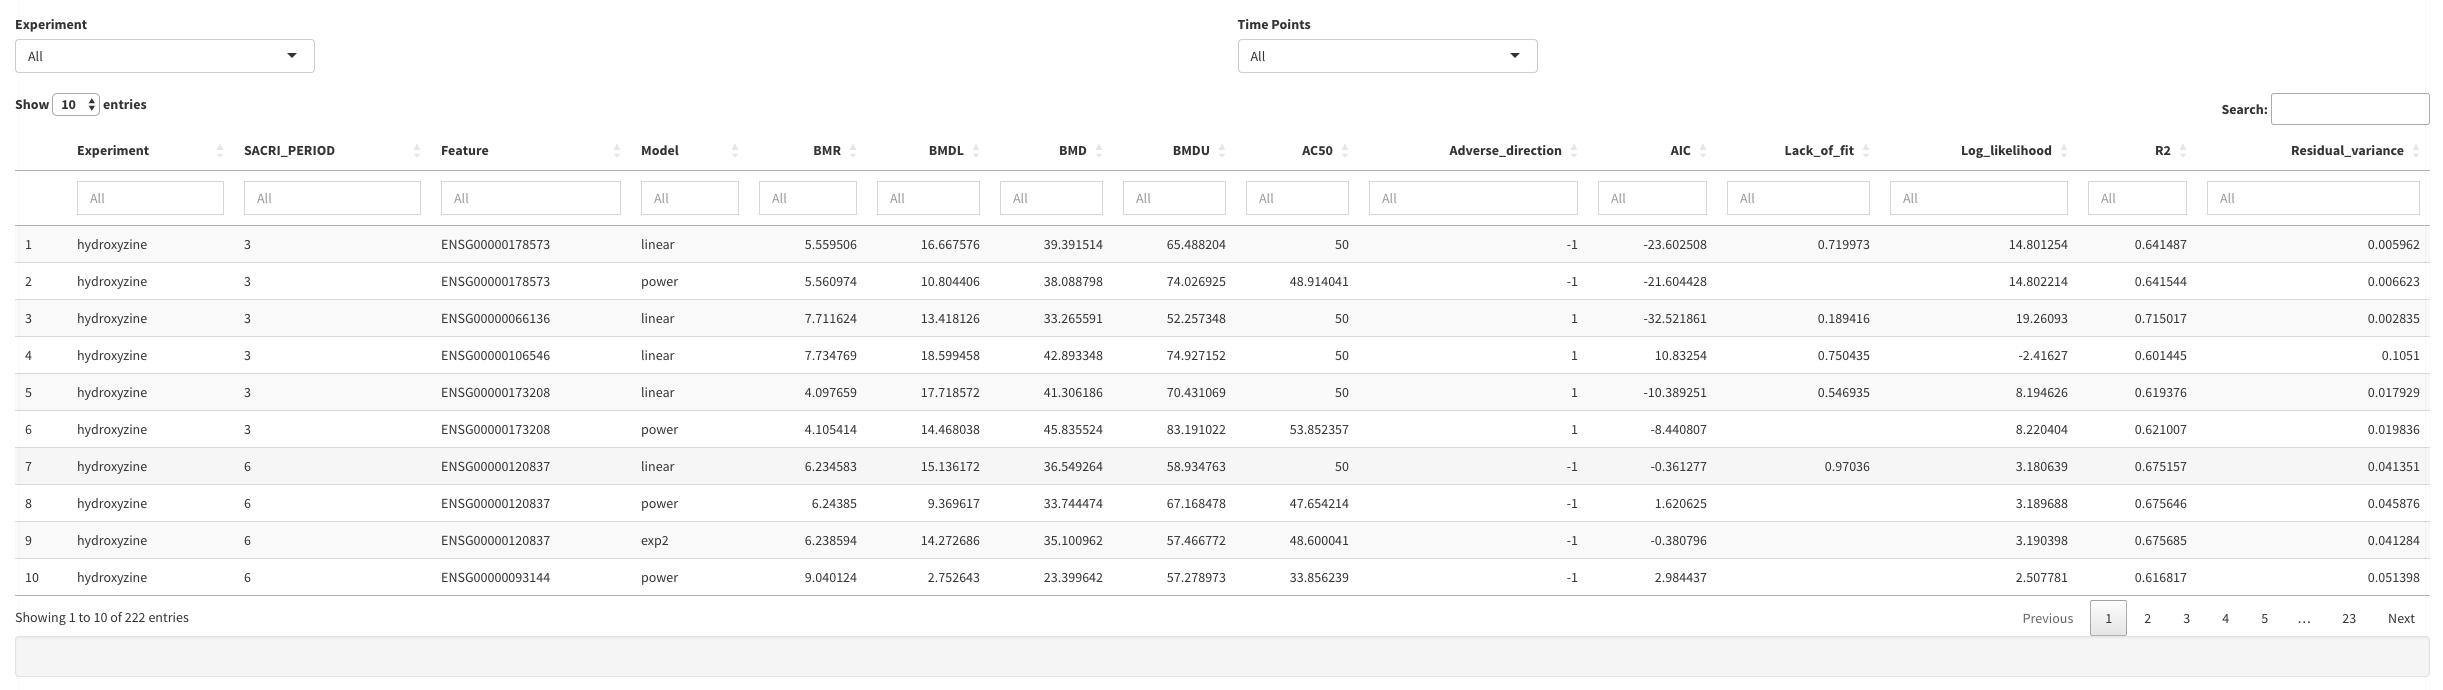 Experiment Time Points
All All
Show 10 entries Search:
Experiment SACRI_PERIOD Feature Model BMR BMDL BMD BMDU AC50 Adverse_direction AIC Lack_of_fit Log_likelihood R2 Residual_variance
All All All All All All All All All All All All All All All
1 hydroxyzine 3 ENSG00000178573 linear 5.559506 16.667576 39.391514 65.488204 50 -1 -23.602508 0.719973 14.801254 0.641487 0.005962
2 hydroxyzine 3 ENSG00000178573 power 5.560974 10.804406 38.088798 74.026925 48.914041 -1 -21.604428 14.802214 0.641544 0.006623
3 hydroxyzine 3 ENSG00000066136 linear 7.711624 13.418126 33.265591 52.257348 50 1 -32.521861 0.189416 19.26093 0.715017 0.002835
4 hydroxyzine 3 ENSG00000106546 linear 7.734769 18.599458 42.893348 74.927152 50 1 10.83254 0.750435 -2.41627 0.601445 0.1051
5 hydroxyzine 3 ENSG00000173208 linear 4.097659 17.718572 41.306186 70.431069 50 1 -10.389251 0.546935 8.194626 0.619376 0.017929
6 hydroxyzine 3 ENSG00000173208 power 4.105414 14.468038 45.835524 83.191022 53.852357 1 -8.440807 8.220404 0.621007 0.019836
7 hydroxyzine 6 ENSG00000120837 linear 6.234583 15.136172 36.549264 58.934763 50 -1 -0.361277 0.97036 3.180639 0.675157 0.041351
8 hydroxyzine 6 ENSG00000120837 power 6.24385 9.369617 33.744474 67.168478 47.654214 -1 1.620625 3.189688 0.675646 0.045876
9 hydroxyzine 6 ENSG00000120837 exp2 6.238594 14.272686 35.100962 57.466772 48.600041 -1 -0.380796 3.190398 0.675685 0.041284
10 hydroxyzine 6 ENSG00000093144 power 9.040124 2.752643 23.399642 57.278973 33.856239 -1 2.984437 2.507781 0.616817 0.051398
Showing 1 to 10 of 222 entries Previous 1 2 3 4 5 … 23 Next